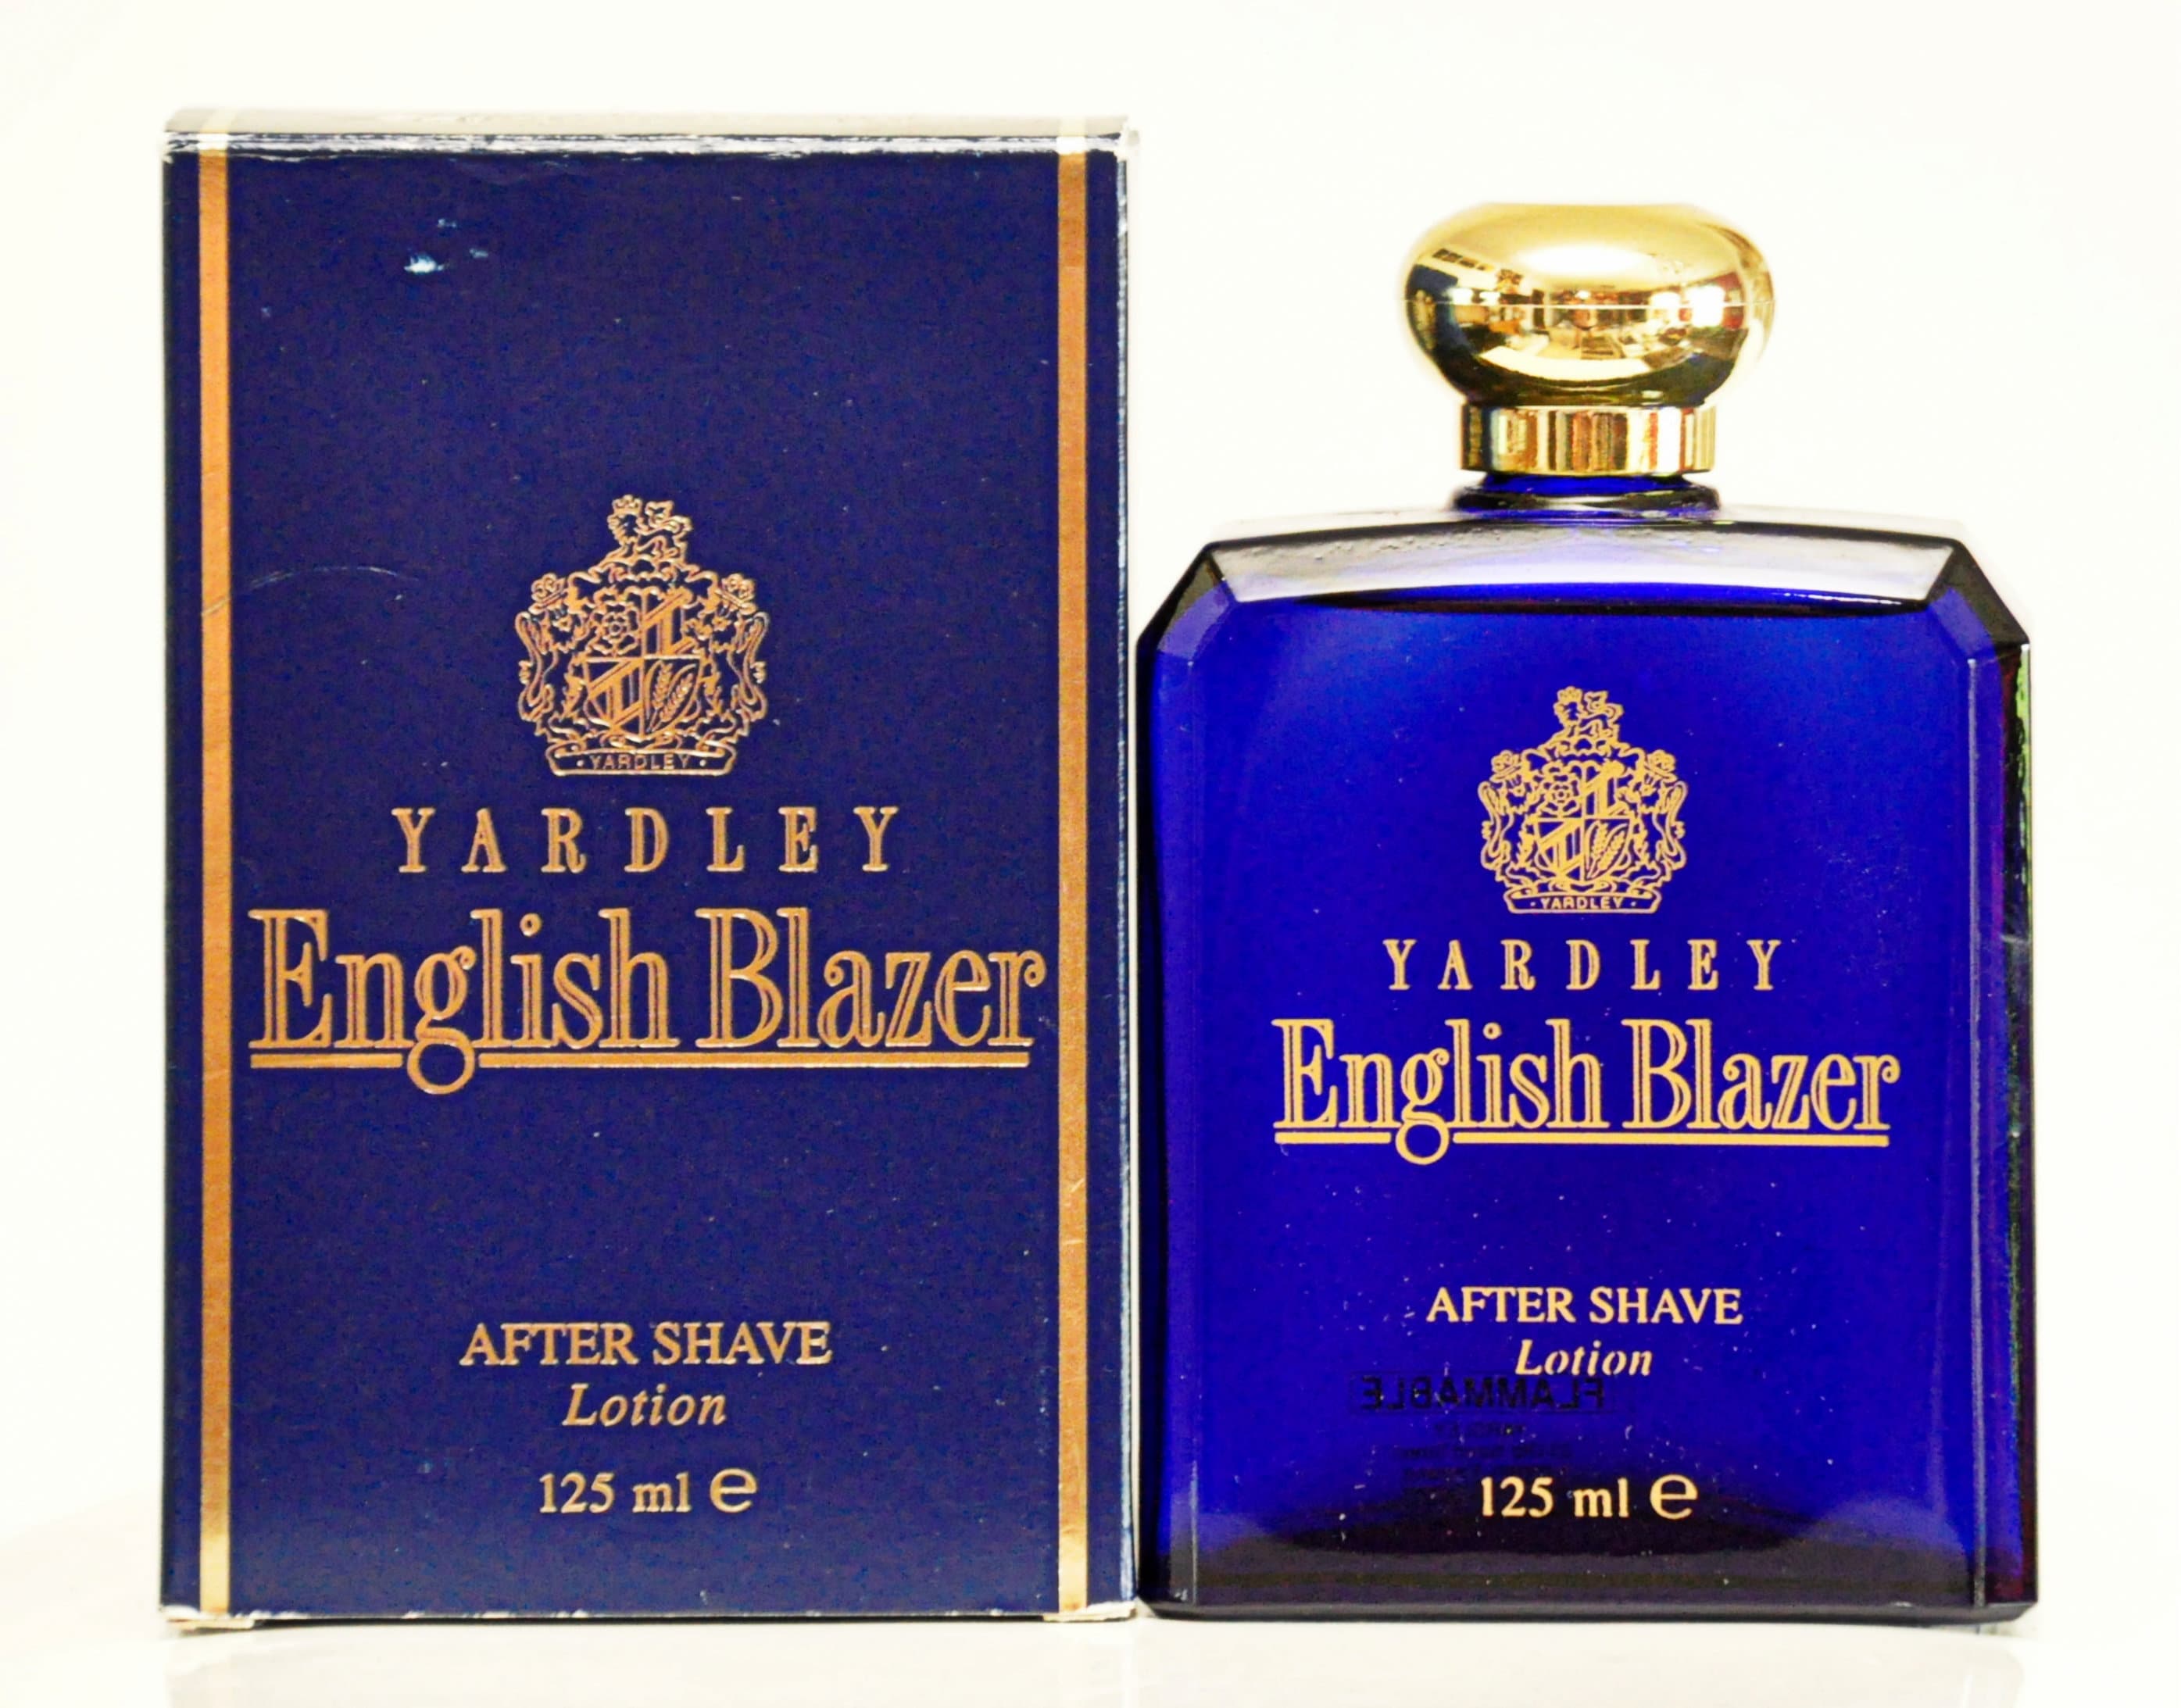 YARDLEY
YARDLEY
English Blazer
AFTER SHAVE
Lotion
125 ml ℮
YARDLEY
YARDLEY
English Blazer
AFTER SHAVE
Lotion
FLAMMABLE
125 ml ℮